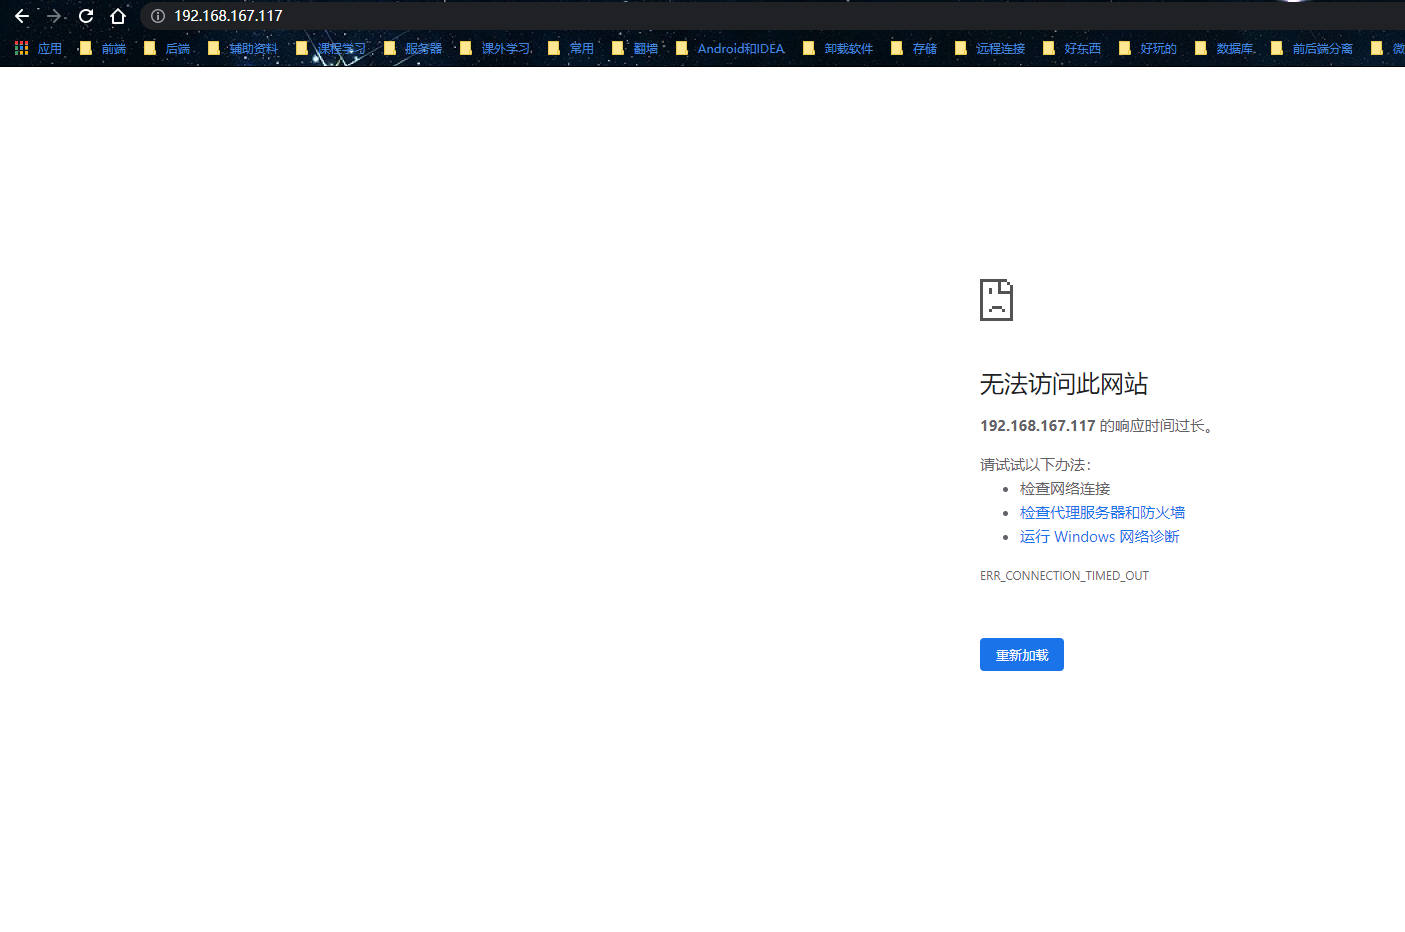 192.168.167.117
应用 前端 后端 辅助资料 课程学习 服务器 课外学习 常用 翻墙 Android和IDEA 卸载软件 存储 远程连接 好东西 好玩的 数据库 前后端分离 微
无法访问此网站
192.168.167.117 的响应时间过长。
请试试以下办法：
检查网络连接
检查代理服务器和防火墙
运行 Windows 网络诊断
ERR_CONNECTION_TIMED_OUT
重新加载